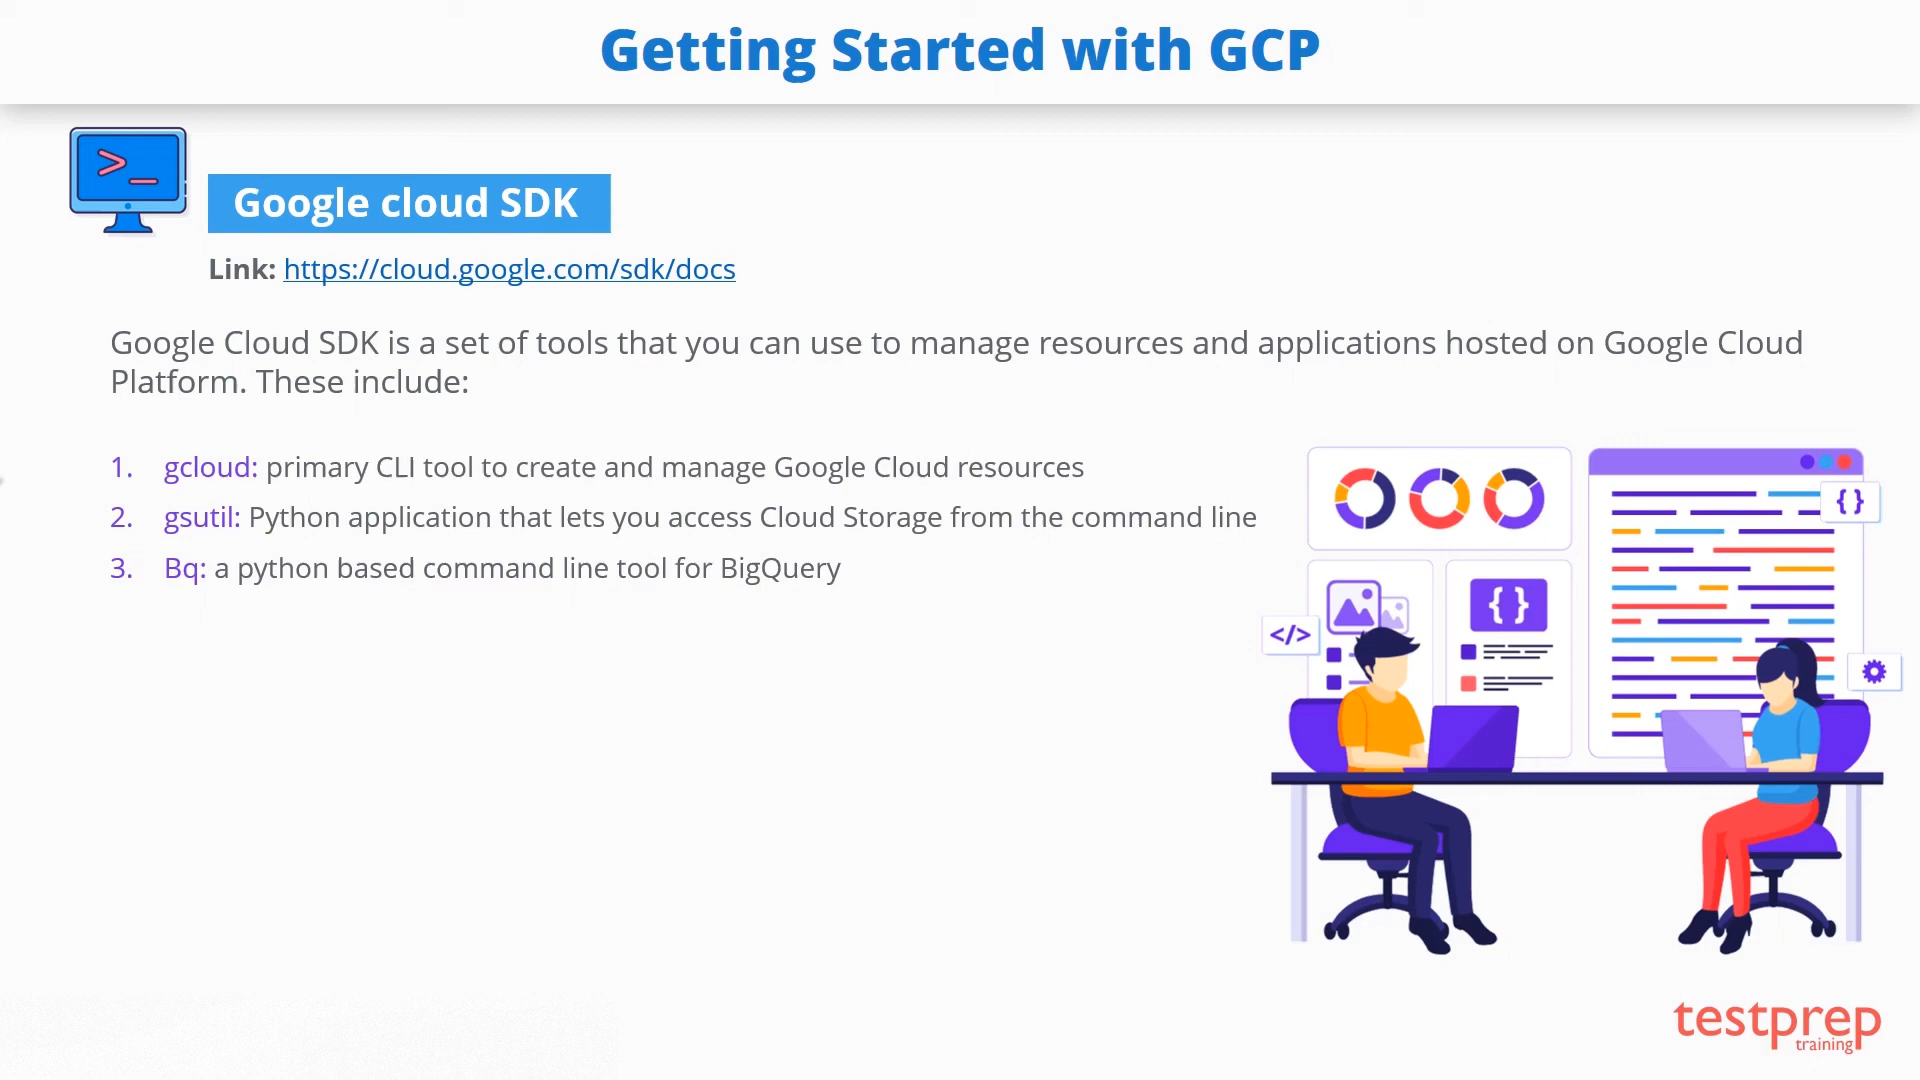 Getting Started with GCP
>_
Google cloud SDK
Link: https://cloud.google.com/sdk/docs
Google Cloud SDK is a set of tools that you can use to manage resources and applications hosted on Google Cloud
Platform. These include:
1. gcloud: primary CLI tool to create and manage Google Cloud resources
2. gsutil: Python application that lets you access Cloud Storage from the command line
3. Bq: a python based command line tool for BigQuery
{ }
{ }
</>
testprep
training